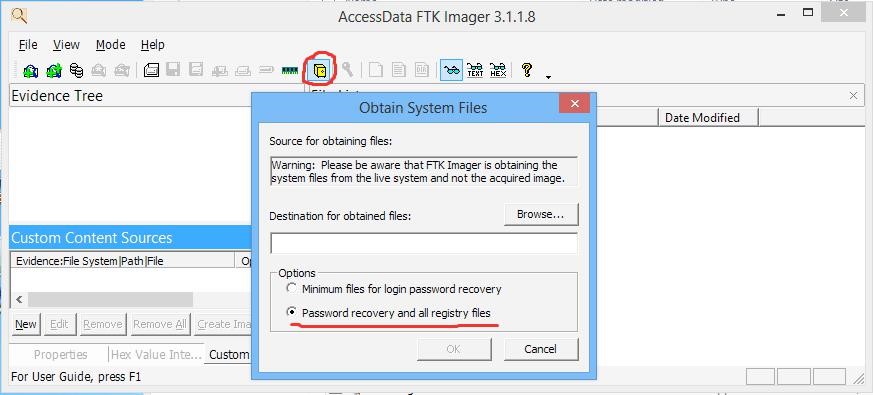 AccessData FTK Imager 3.1.1.8
File View Mode Help
TEXT HEX
Evidence Tree
Date Modified
Obtain System Files
Source for obtaining files:
Warning: Please be aware that FTK Imager is obtaining the
system files from the live system and not the acquired image.
Destination for obtained files:
Browse...
Custom Content Sources
Evidence:File System|Path|File
Options
Minimum files for login password recovery
Password recovery and all registry files
New Edit Remove Remove All Create Ima
OK Cancel
Properties Hex Value Inte... Custom
For User Guide, press F1